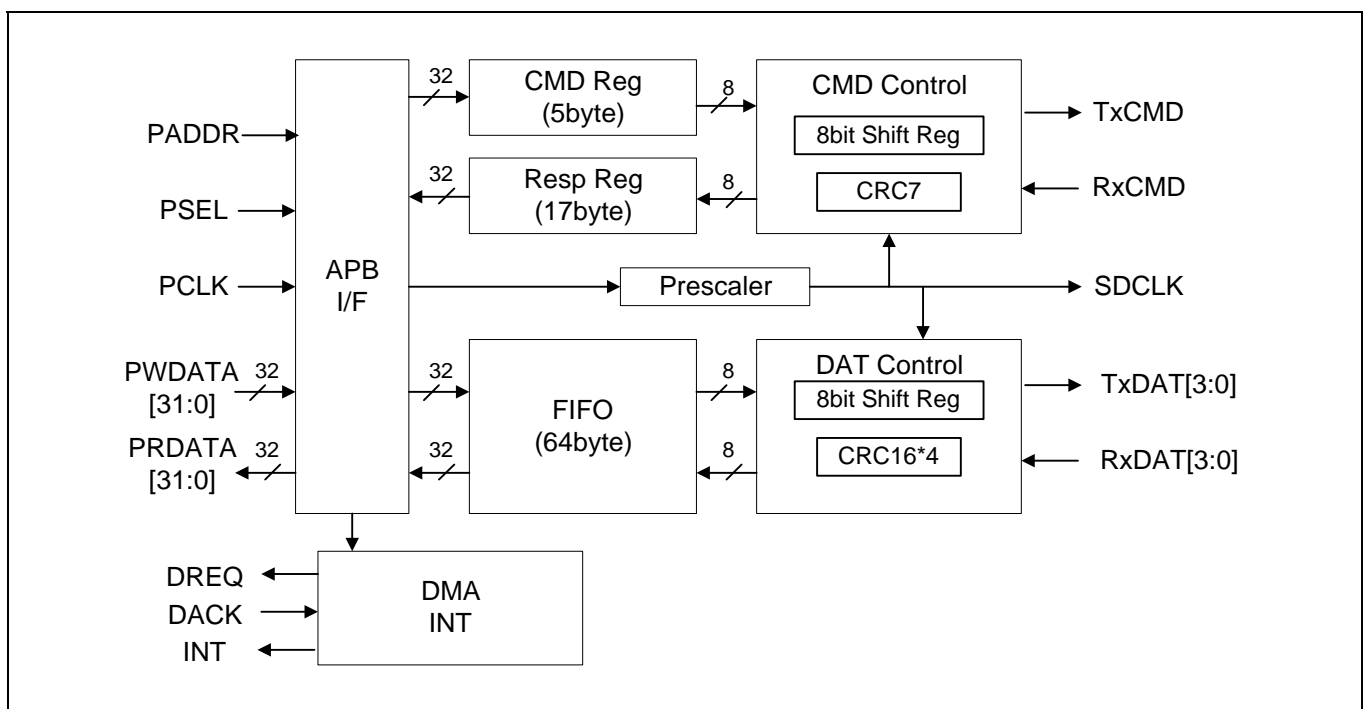 32
CMD Reg
(5byte)
8
CMD Control
8bit Shift Reg
CRC7
TxCMD
RxCMD
PADDR
PSEL
PCLK
32
Resp Reg
(17byte)
8
APB
I/F
Prescaler
SDCLK
PWDATA
[31:0]
32
PRDATA
[31:0]
32
32
32
FIFO
(64byte)
8
8
DAT Control
8bit Shift Reg
CRC16*4
TxDAT[3:0]
RxDAT[3:0]
DREQ
DACK
INT
DMA
INT